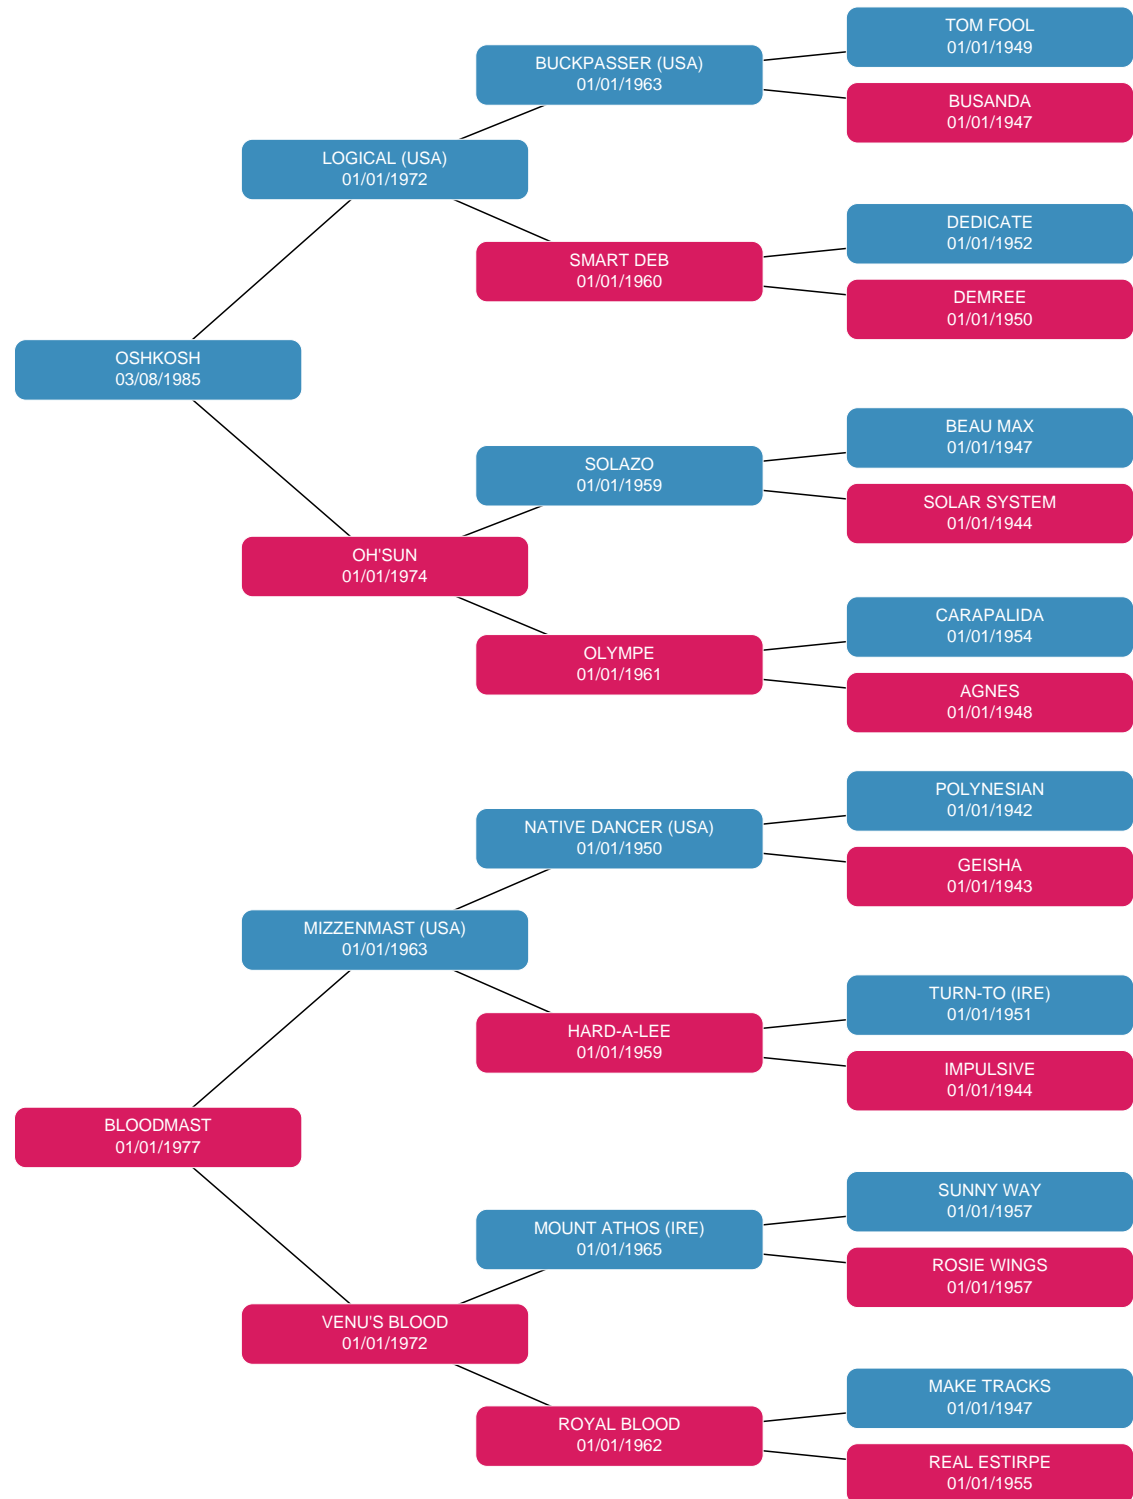 TOM FOOL
01/01/1949
BUCKPASSER (USA)
01/01/1963
BUSANDA
01/01/1947
LOGICAL (USA)
01/01/1972
DEDICATE
01/01/1952
SMART DEB
01/01/1960
DEMREE
01/01/1950
OSHKOSH
03/08/1985
BEAU MAX
01/01/1947
SOLAZO
01/01/1959
SOLAR SYSTEM
01/01/1944
OH'SUN
01/01/1974
CARAPALIDA
01/01/1954
OLYMPE
01/01/1961
AGNES
01/01/1948
POLYNESIAN
01/01/1942
NATIVE DANCER (USA)
01/01/1950
GEISHA
01/01/1943
MIZZENMAST (USA)
01/01/1963
TURN-TO (IRE)
01/01/1951
HARD-A-LEE
01/01/1959
IMPULSIVE
01/01/1944
BLOODMAST
01/01/1977
SUNNY WAY
01/01/1957
MOUNT ATHOS (IRE)
01/01/1965
ROSIE WINGS
01/01/1957
VENU'S BLOOD
01/01/1972
MAKE TRACKS
01/01/1947
ROYAL BLOOD
01/01/1962
REAL ESTIRPE
01/01/1955